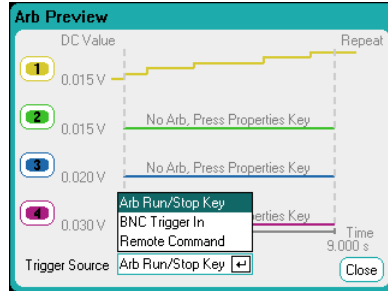 Arb Preview
DC Value Repeat
1 0.015 V
2 0.015 V No Arb, Press Properties Key
3 0.020 V No Arb, Press Properties Key
4 0.030 V perties Key
Arb Run/Stop Key
BNC Trigger In
Remote Command
Time
9.000 s
Trigger Source Arb Run/Stop Key
Close